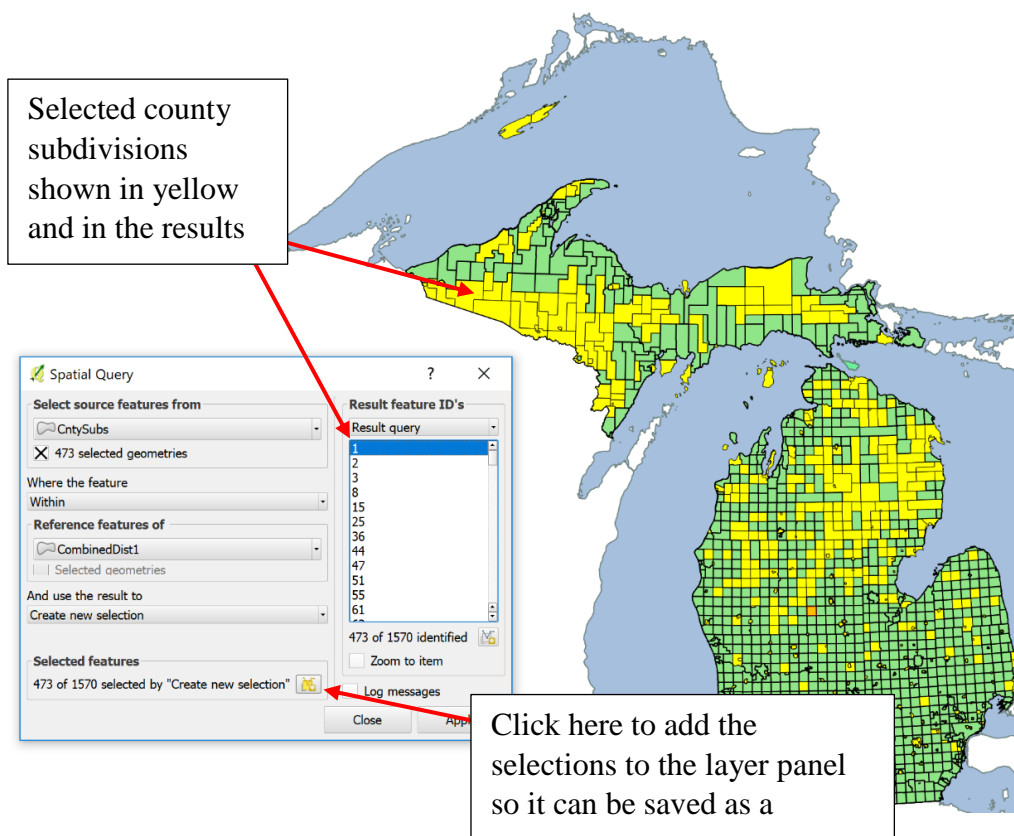 Selected county
subdivisions
shown in yellow
and in the results
Spatial Query
?
Select source features from
CntySubs
473 selected geometries
Where the feature
Within
Reference features of
CombinedDist1
Selected geometries
And use the result to
Create new selection
Selected features
473 of 1570 selected by "Create new selection"
Result feature ID's
Result query
1
2
3
8
15
25
36
44
47
51
55
61
473 of 1570 identified
Zoom to item
Log messages
Close
Click here to add the
selections to the layer panel
so it can be saved as a